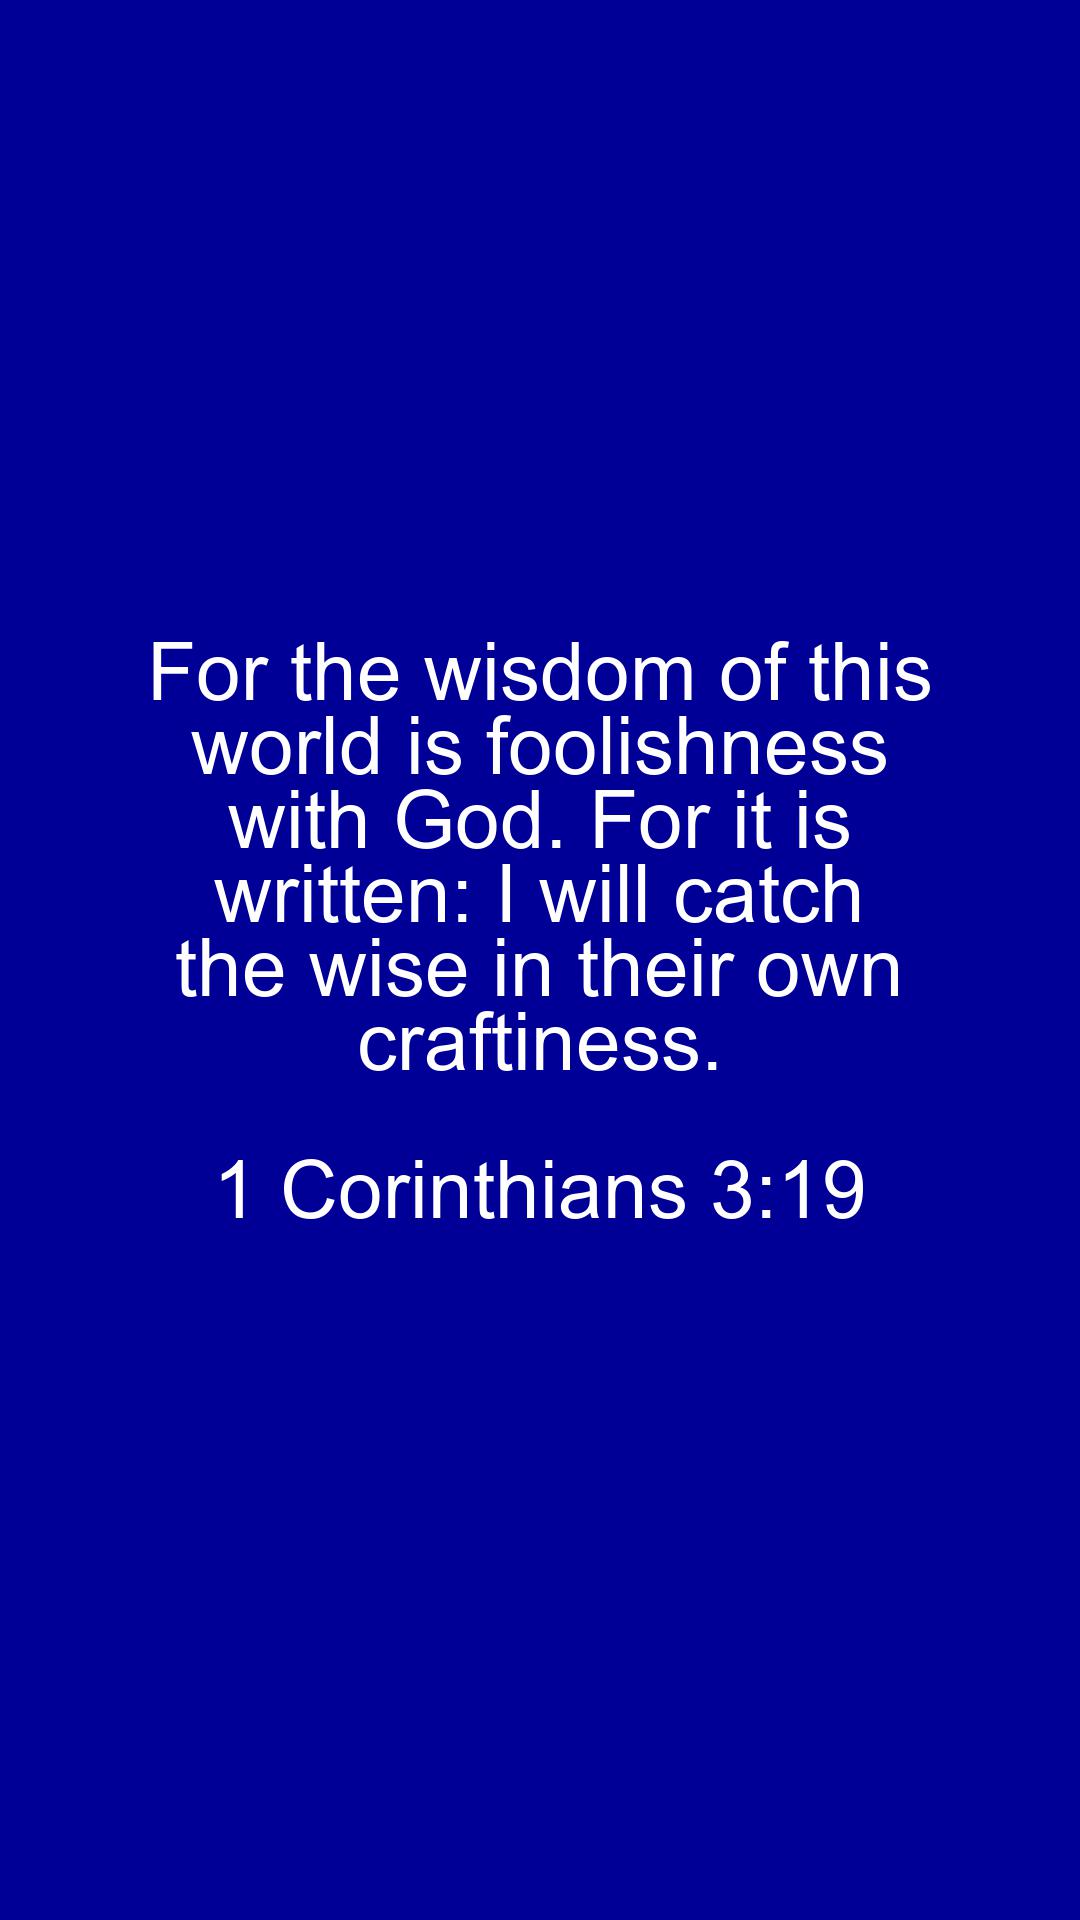 For the wisdom of this
world is foolishness
with God. For it is
written: I will catch
the wise in their own
craftiness.
1 Corinthians 3:19